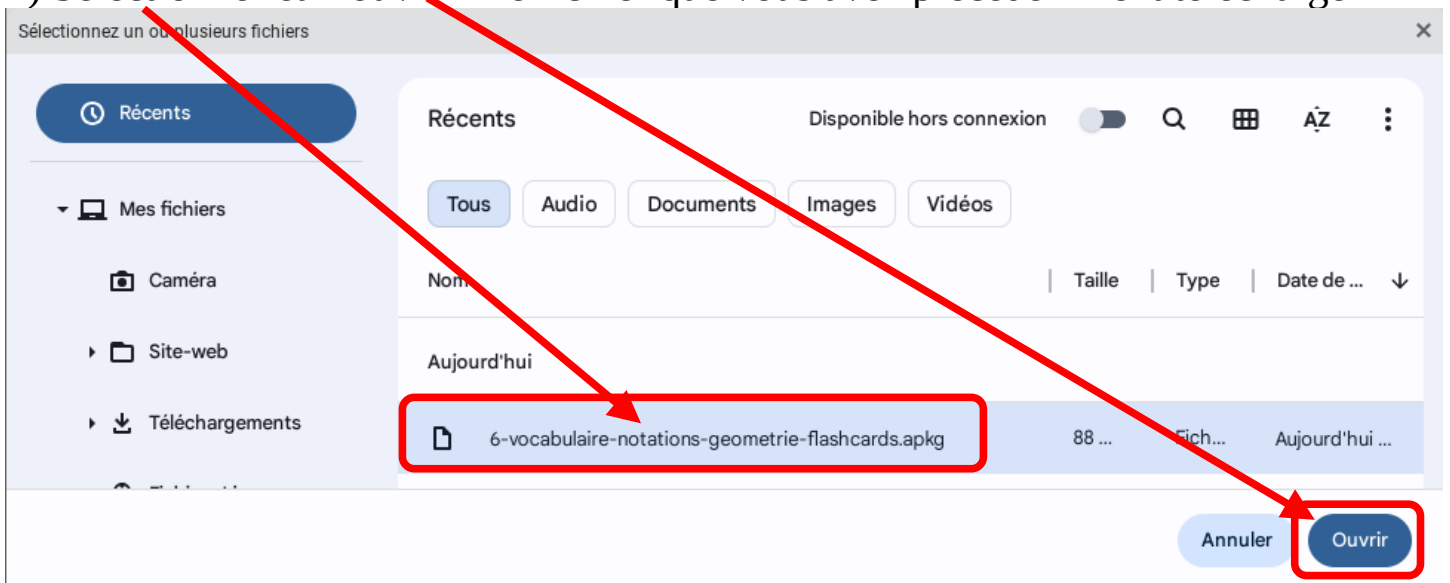 Sélectionnez un ou plusieurs fichiers
Récents
Récents
Disponible hors connexion
AZ
Mes fichiers
Tous
Audio
Documents
Images
Vidéos
Caméra
Nom
Taille
Type
Date de ...
Site-web
Aujourd'hui
Téléchargements
6-vocabulaire-notations-geometrie-flashcards.apkg
88 ...
Fich...
Aujourd'hui ...
Annuler
Ouvrir